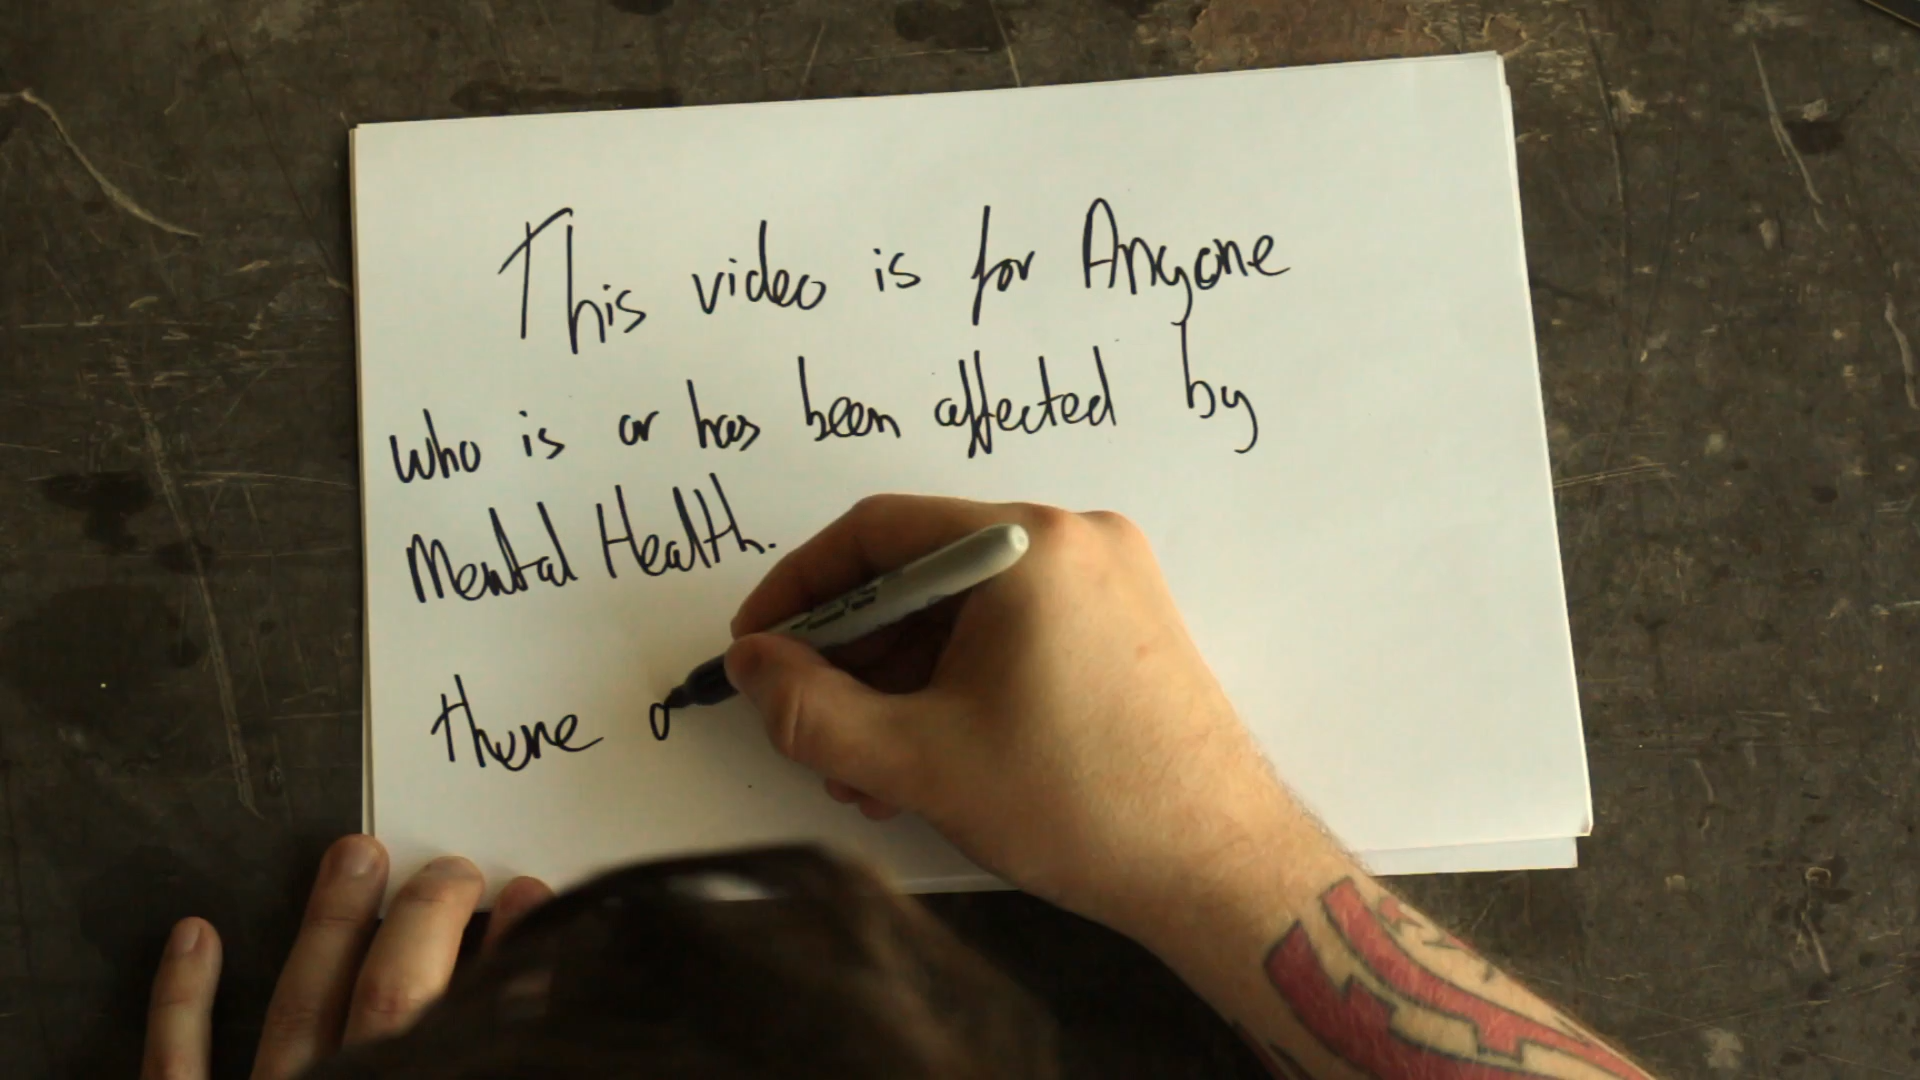 This video is for Anyone
who is or has been affected by
Mental Health.
there